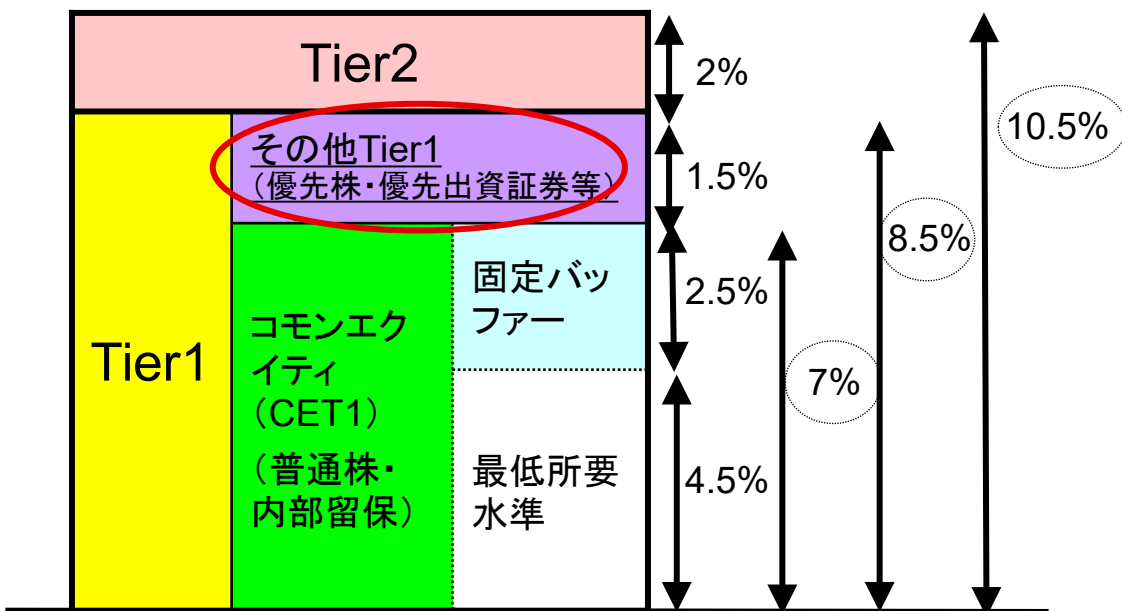 Tier2
その他Tier1
（優先株・優先出資証券等）
Tier1
コモンエク
イティ
（CET1）
（普通株・
内部留保）
固定バッ
ファー
最低所要
水準
2%
1.5%
2.5%
4.5%
7%
8.5%
10.5%